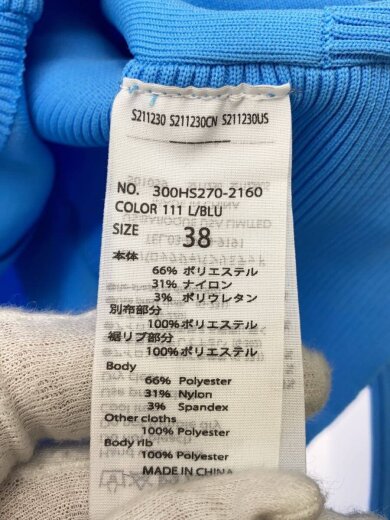 S211230 S211230CN S211230US
NO. 300HS270-2160
COLOR 111 L/BLU
SIZE 38
本体
66% ポリエステル
31% ナイロン
3% ポリウレタン
別布部分
100% ポリエステル
裾リブ部分
100% ポリエステル
Body
66% Polyester
31% Nylon
3% Spandex
Other cloths
100% Polyester
Body rib
100% Polyester
MADE IN CHINA